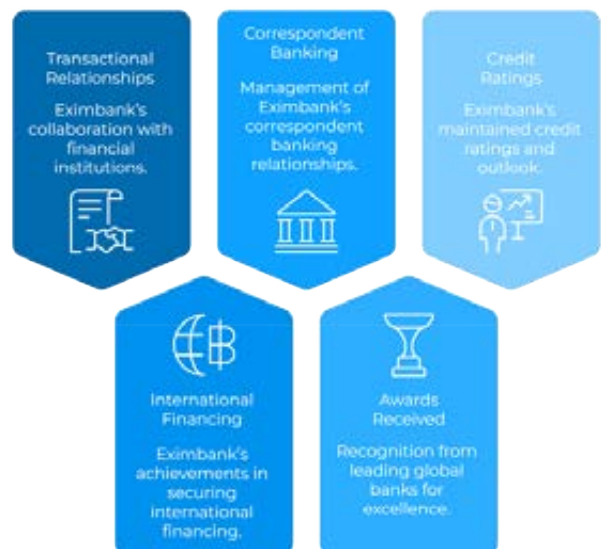 Transactional
Relationships
Eximbank's
collaboration with
financial
institutions.
Correspondent
Banking
Management of
Eximbank's
correspondent
banking
relationships.
Credit
Ratings
Eximbank's
maintained credit
ratings and
outlook.
International
Financing
Eximbank's
achievements in
securing
international
financing.
Awards
Received
Recognition from
leading global
banks for
excellence.